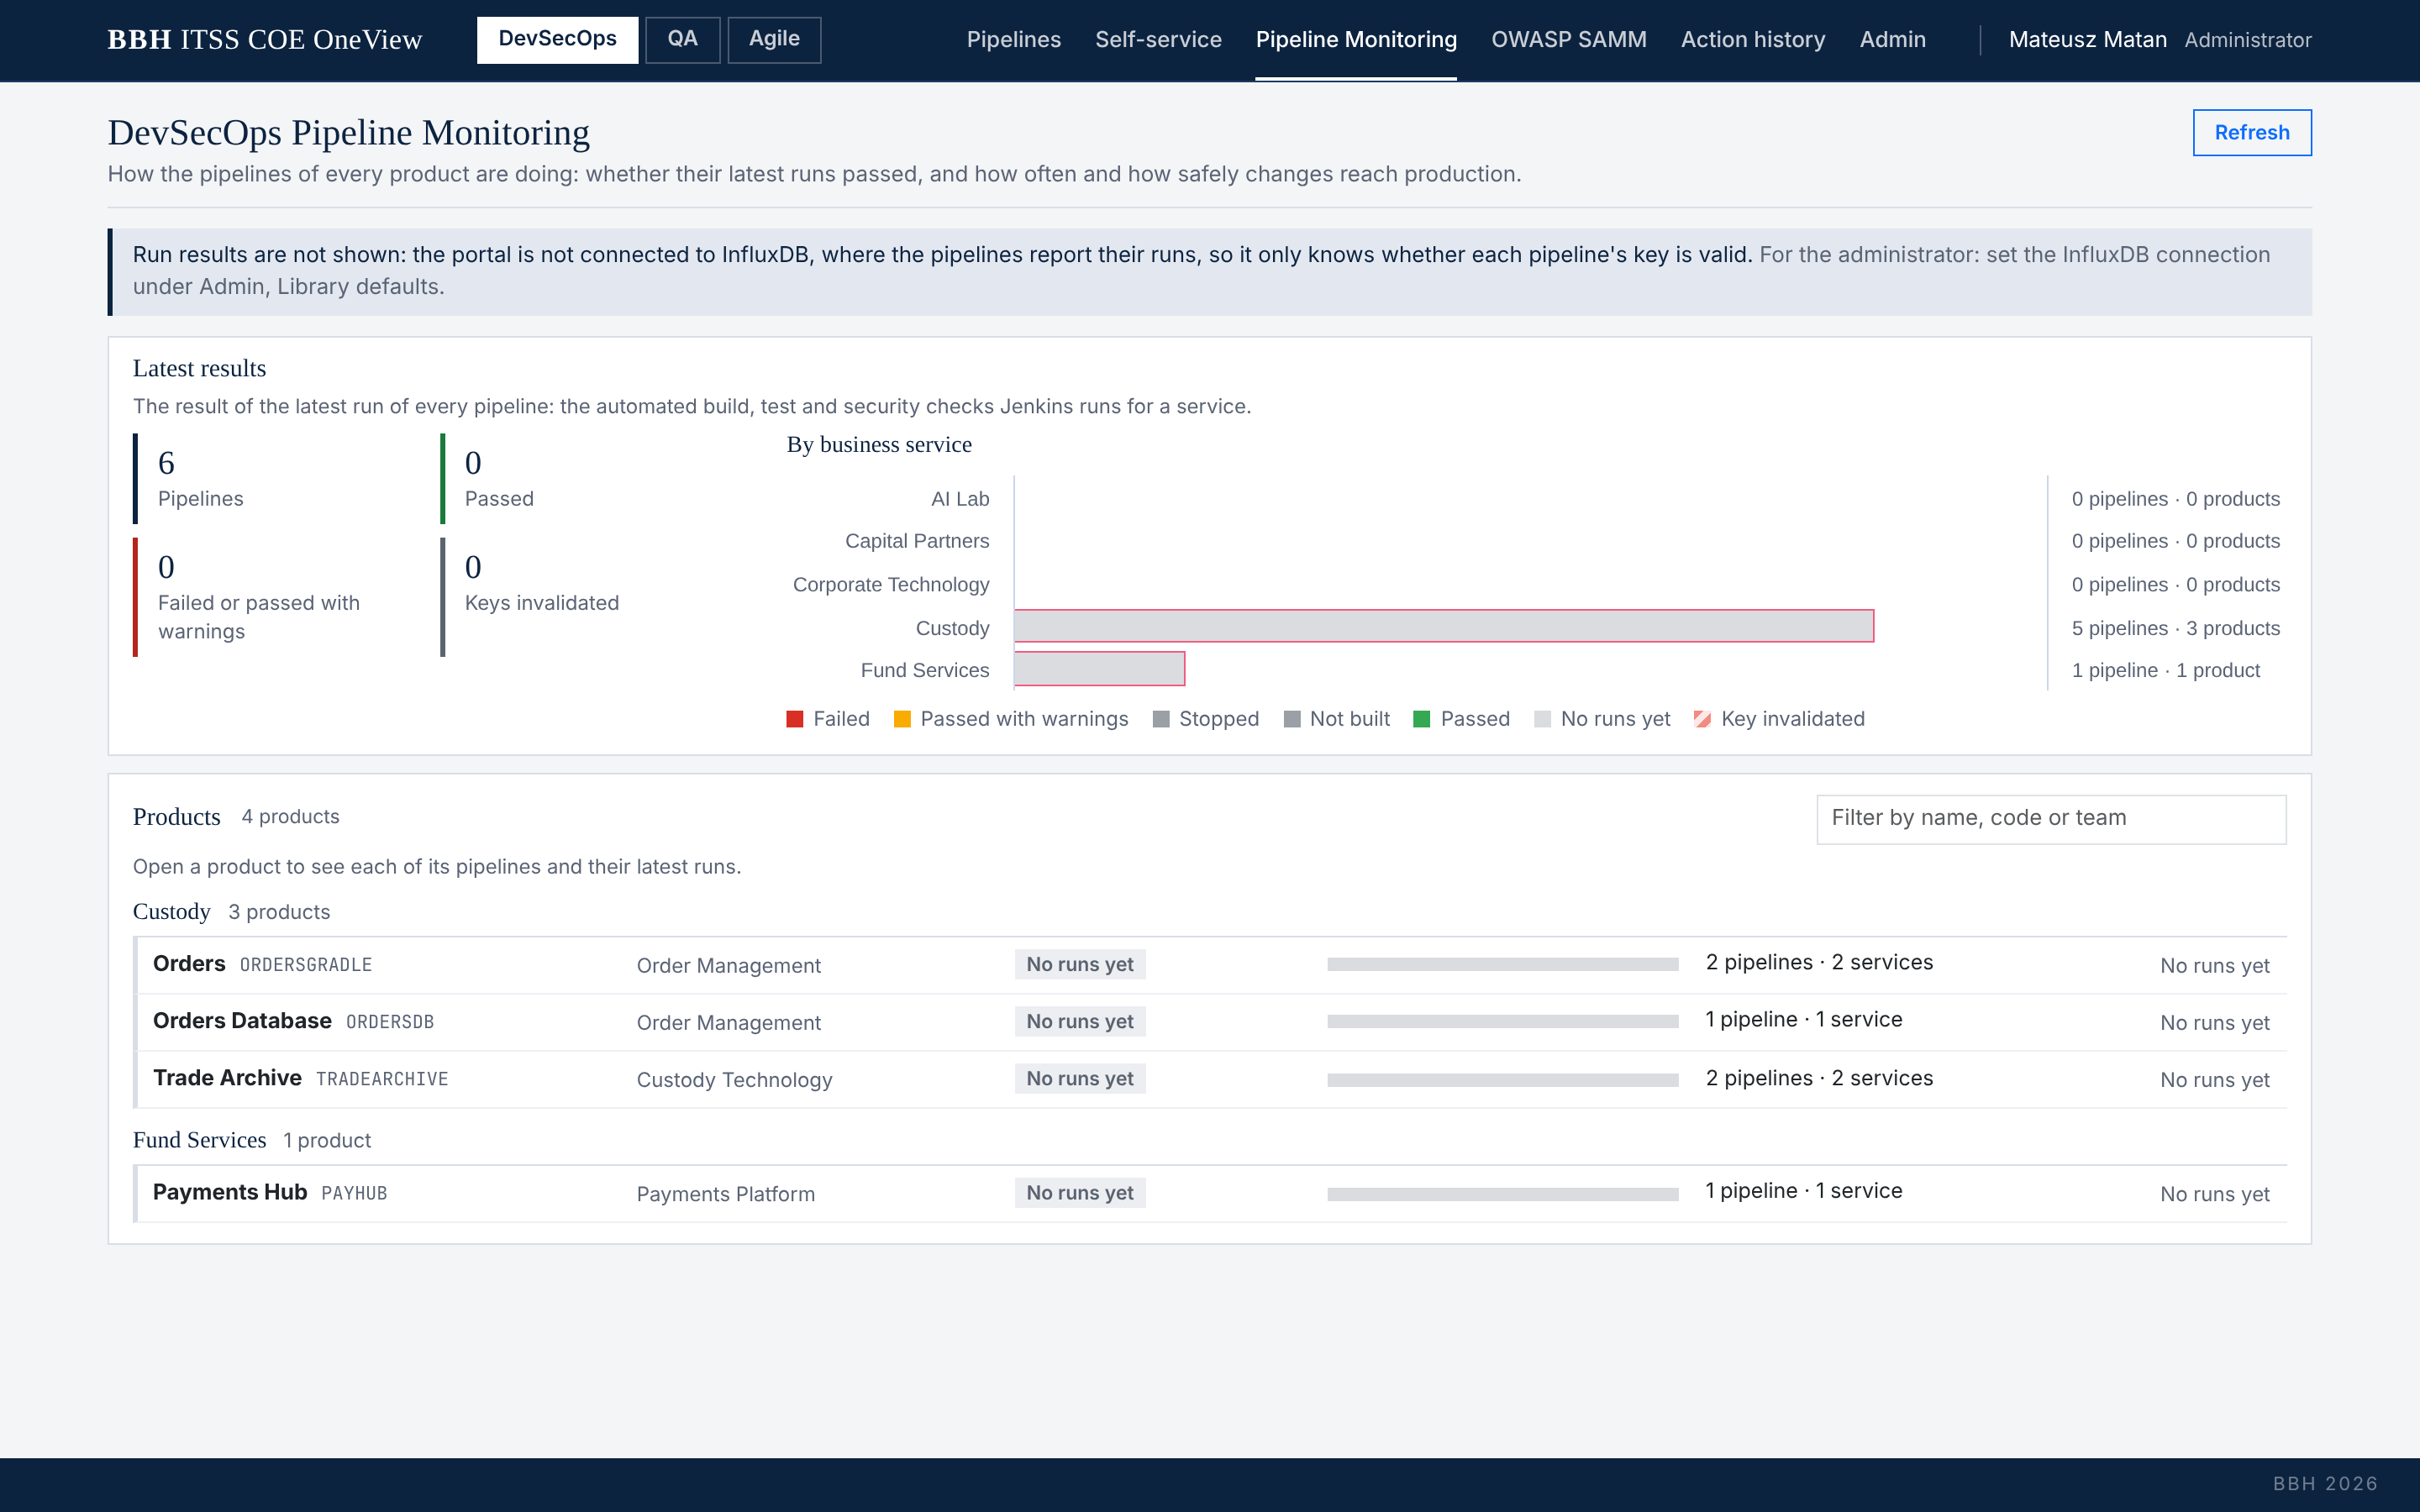 BBH ITSS COE OneView
DevSecOps
QA
Agile
Pipelines
Self-service
Pipeline Monitoring
OWASP SAMM
Action history
Admin
Mateusz Matan
Administrator
DevSecOps Pipeline Monitoring
Refresh
How the pipelines of every product are doing: whether their latest runs passed, and how often and how safely changes reach production.
Run results are not shown: the portal is not connected to InfluxDB, where the pipelines report their runs, so it only knows whether each pipeline's key is valid. For the administrator: set the InfluxDB connection
under Admin, Library defaults.
Latest results
The result of the latest run of every pipeline: the automated build, test and security checks Jenkins runs for a service.
6
Pipelines
0
Passed
0
Failed or passed with
warnings
0
Keys invalidated
By business service
AI Lab
0 pipelines · 0 products
Capital Partners
0 pipelines · 0 products
Corporate Technology
0 pipelines · 0 products
Custody
5 pipelines · 3 products
Fund Services
1 pipeline · 1 product
Failed
Passed with warnings
Stopped
Not built
Passed
No runs yet
Key invalidated
Products
4 products
Filter by name, code or team
Open a product to see each of its pipelines and their latest runs.
Custody
3 products
Orders ORDERSGRADLE
Order Management
No runs yet
2 pipelines · 2 services
No runs yet
Orders Database ORDERSDB
Order Management
No runs yet
1 pipeline · 1 service
No runs yet
Trade Archive TRADEARCHIVE
Custody Technology
No runs yet
2 pipelines · 2 services
No runs yet
Fund Services
1 product
Payments Hub PAYHUB
Payments Platform
No runs yet
1 pipeline · 1 service
No runs yet
BBH 2026